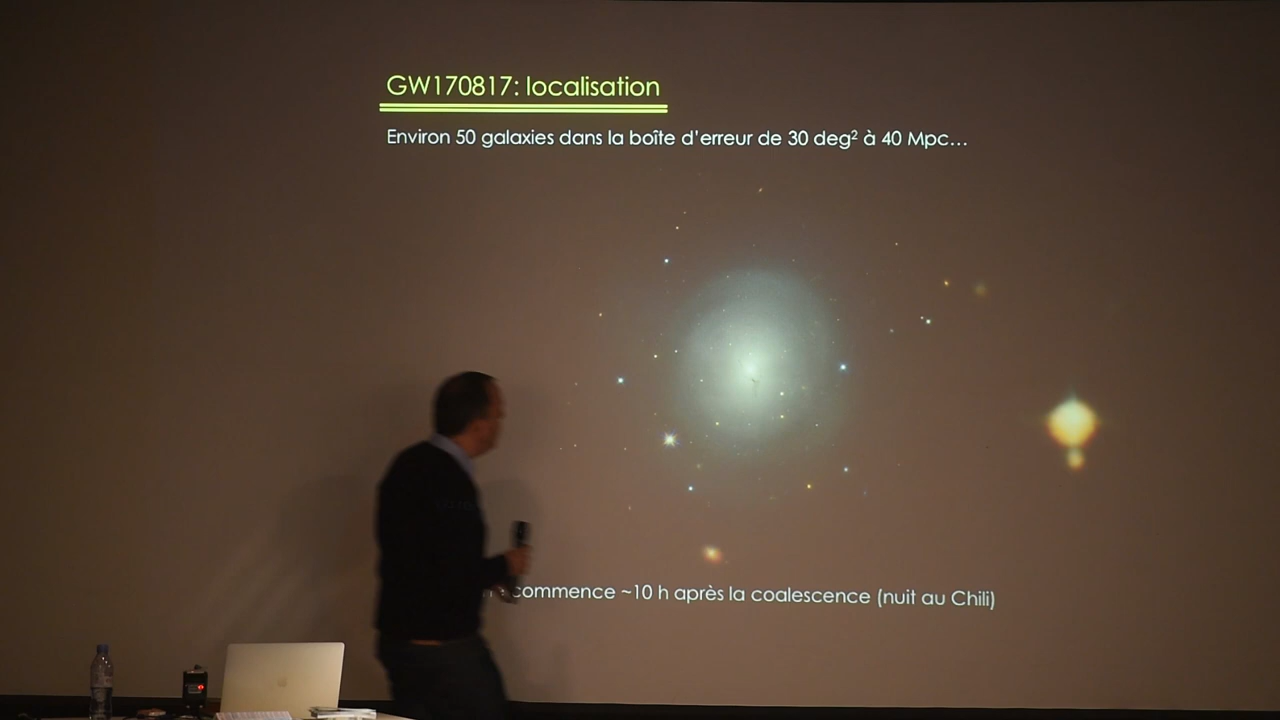 GW170817: localisation
Environ 50 galaxies dans la boîte d’erreur de 30 deg² à 40 Mpc…
commence ~10 h après la coalescence (nuit au Chili)